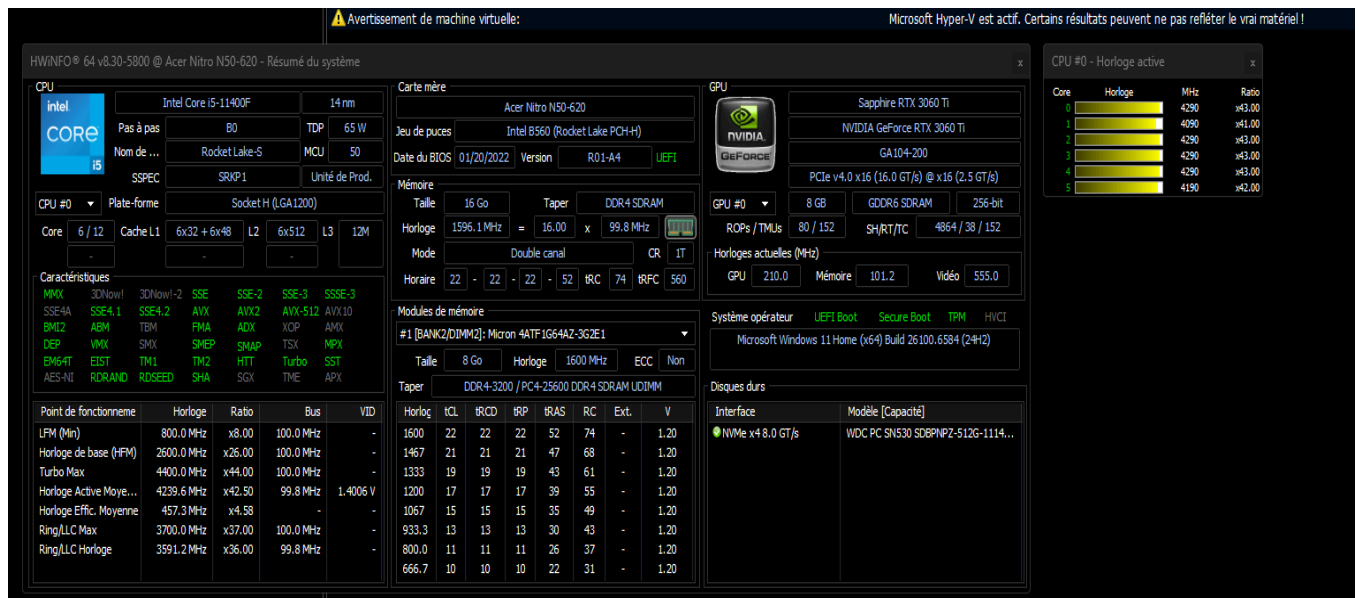 Avertissement de machine virtuelle: Microsoft Hyper-V est actif. Certains résultats peuvent ne pas refléter le vrai matériel !
HWiNFO® 64 v8.30-5800 @ Acer Nitro N50-620 - Résumé du système x
CPU
intel CORE i5
Intel Core i5-11400F 14 nm
Pas à pas B0 TDP 65 W
Nom de ... Rocket Lake-S MCU 50
SSPEC SRKP1 Unité de Prod.
CPU #0 Plate-forme Socket H (LGA1200)
Core 6 / 12 Cache L1 6x32 + 6x48 L2 6x512 L3 12M
- - - -
Caractéristiques
MMX 3DNow! 3DNow!-2 SSE SSE-2 SSE-3 SSSE-3
SSE4A SSE4.1 SSE4.2 AVX AVX2 AVX-512 AVX10
BMI2 ABM TBM FMA ADX XOP AMX
DEP VMX SMX SMEP SMAP TSX MPX
EM64T EIST TM1 TM2 HTT Turbo SST
AES-NI RDRAND RDSEED SHA SGX TME APX
Point de fonctionneme Horloge Ratio Bus VID
LFM (Min) 800.0 MHz x8.00 100.0 MHz -
Horloge de base (HFM) 2600.0 MHz x26.00 100.0 MHz -
Turbo Max 4400.0 MHz x44.00 100.0 MHz -
Horloge Active Moye... 4239.6 MHz x42.50 99.8 MHz 1.4006 V
Horloge Effic. Moyenne 457.3 MHz x4.58 - -
Ring/LLC Max 3700.0 MHz x37.00 100.0 MHz -
Ring/LLC Horloge 3591.2 MHz x36.00 99.8 MHz -
Carte mère
Acer Nitro N50-620
Jeu de puces Intel B560 (Rocket Lake PCH-H)
Date du BIOS 01/20/2022 Version R01-A4 UEFI
Mémoire
Taille 16 Go Taper DDR4 SDRAM
Horloge 1596.1 MHz = 16.00 x 99.8 MHz
Mode Double canal CR 1T
Horaire 22 - 22 - 22 - 52 tRC 74 tRFC 560
Modules de mémoire
#1 [BANK2/DIMM2]: Micron 4ATF1G64AZ-3G2E1
Taille 8 Go Horloge 1600 MHz ECC Non
Taper DDR4-3200 / PC4-25600 DDR4 SDRAM UDIMM
Horloç tCL tRCD tRP tRAS RC Ext. V
1600 22 22 22 52 74 - 1.20
1467 21 21 21 47 68 - 1.20
1333 19 19 19 43 61 - 1.20
1200 17 17 17 39 55 - 1.20
1067 15 15 15 35 49 - 1.20
933.3 13 13 13 30 43 - 1.20
800.0 11 11 11 26 37 - 1.20
666.7 10 10 10 22 31 - 1.20
GPU
NVIDIA. GEFORCE
Sapphire RTX 3060 Ti
NVIDIA GeForce RTX 3060 Ti
GA104-200
PCIe v4.0 x16 (16.0 GT/s) @ x16 (2.5 GT/s)
GPU #0 8 GB GDDR6 SDRAM 256-bit
ROPs / TMUs 80 / 152 SH/RT/TC 4864 / 38 / 152
Horloges actuelles (MHz)
GPU 210.0 Mémoire 101.2 Vidéo 555.0
Système opérateur UEFI Boot Secure Boot TPM HVCI
Microsoft Windows 11 Home (x64) Build 26100.6584 (24H2)
Disques durs
Interface Modèle [Capacité]
NVMe x4 8.0 GT/s WDC PC SN530 SDBPNPZ-512G-1114...
CPU #0 - Horloge active x
Core Horloge MHz Ratio
0 4290 x43.00
1 4090 x41.00
2 4290 x43.00
3 4290 x43.00
4 4290 x43.00
5 4190 x42.00